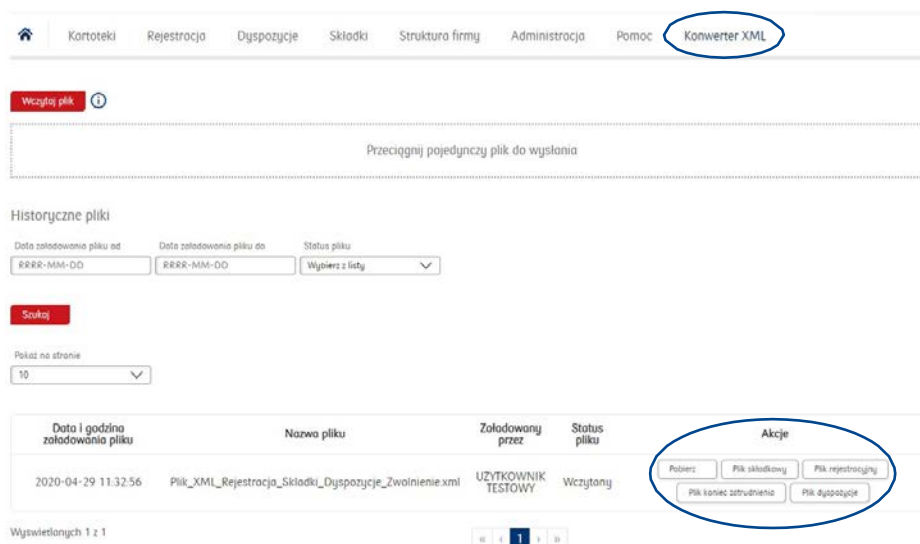 Kartoteki Rejestracja Dyspozycje Składki Struktura firmy Administracja Pomoc Konwerter XML
Wczytaj plik
Przeciągnij pojedynczy plik do wysłania
Historyczne pliki
Data załadowania pliku od Data załadowania pliku do Status pliku
RRRR-MM-DD RRRR-MM-DD Wybierz z listy
Szukaj
Pokaż na stronie
10
Data i godzina załadowania pliku Nazwa pliku Załadowany przez Status pliku Akcje
2020-04-29 11:32:56 Plik_XML_Rejestracja_Skladki_Dyspozycje_Zwolnienie.xml UZYTKOWNIK TESTOWY Wczytany
Pobierz Plik składkowy Plik rejestracyjny
Plik koniec zatrudnienia Plik dyspozycje
Wyswietlanych 1 z 1 « ‹ 1 › »